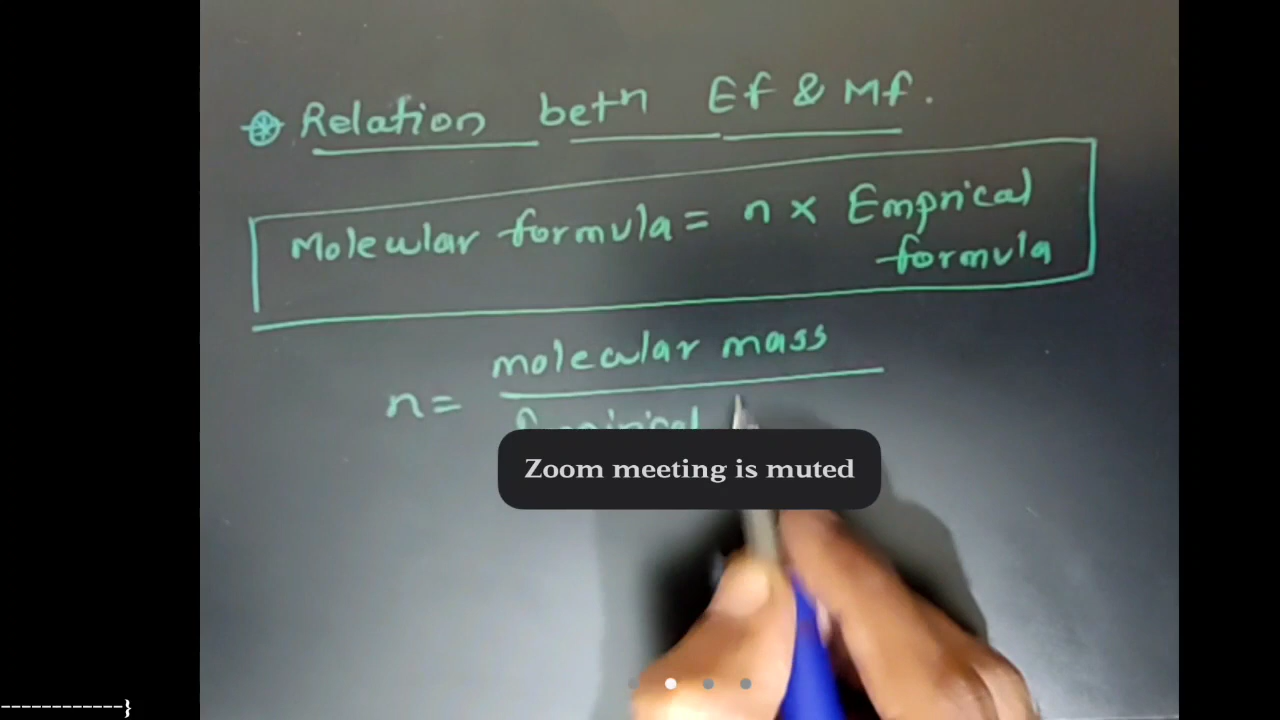 Relation betn Ef & Mf.
Molecular formula = n × Emprical
formula
molecular mass
n =
Zoom meeting is muted
------------}